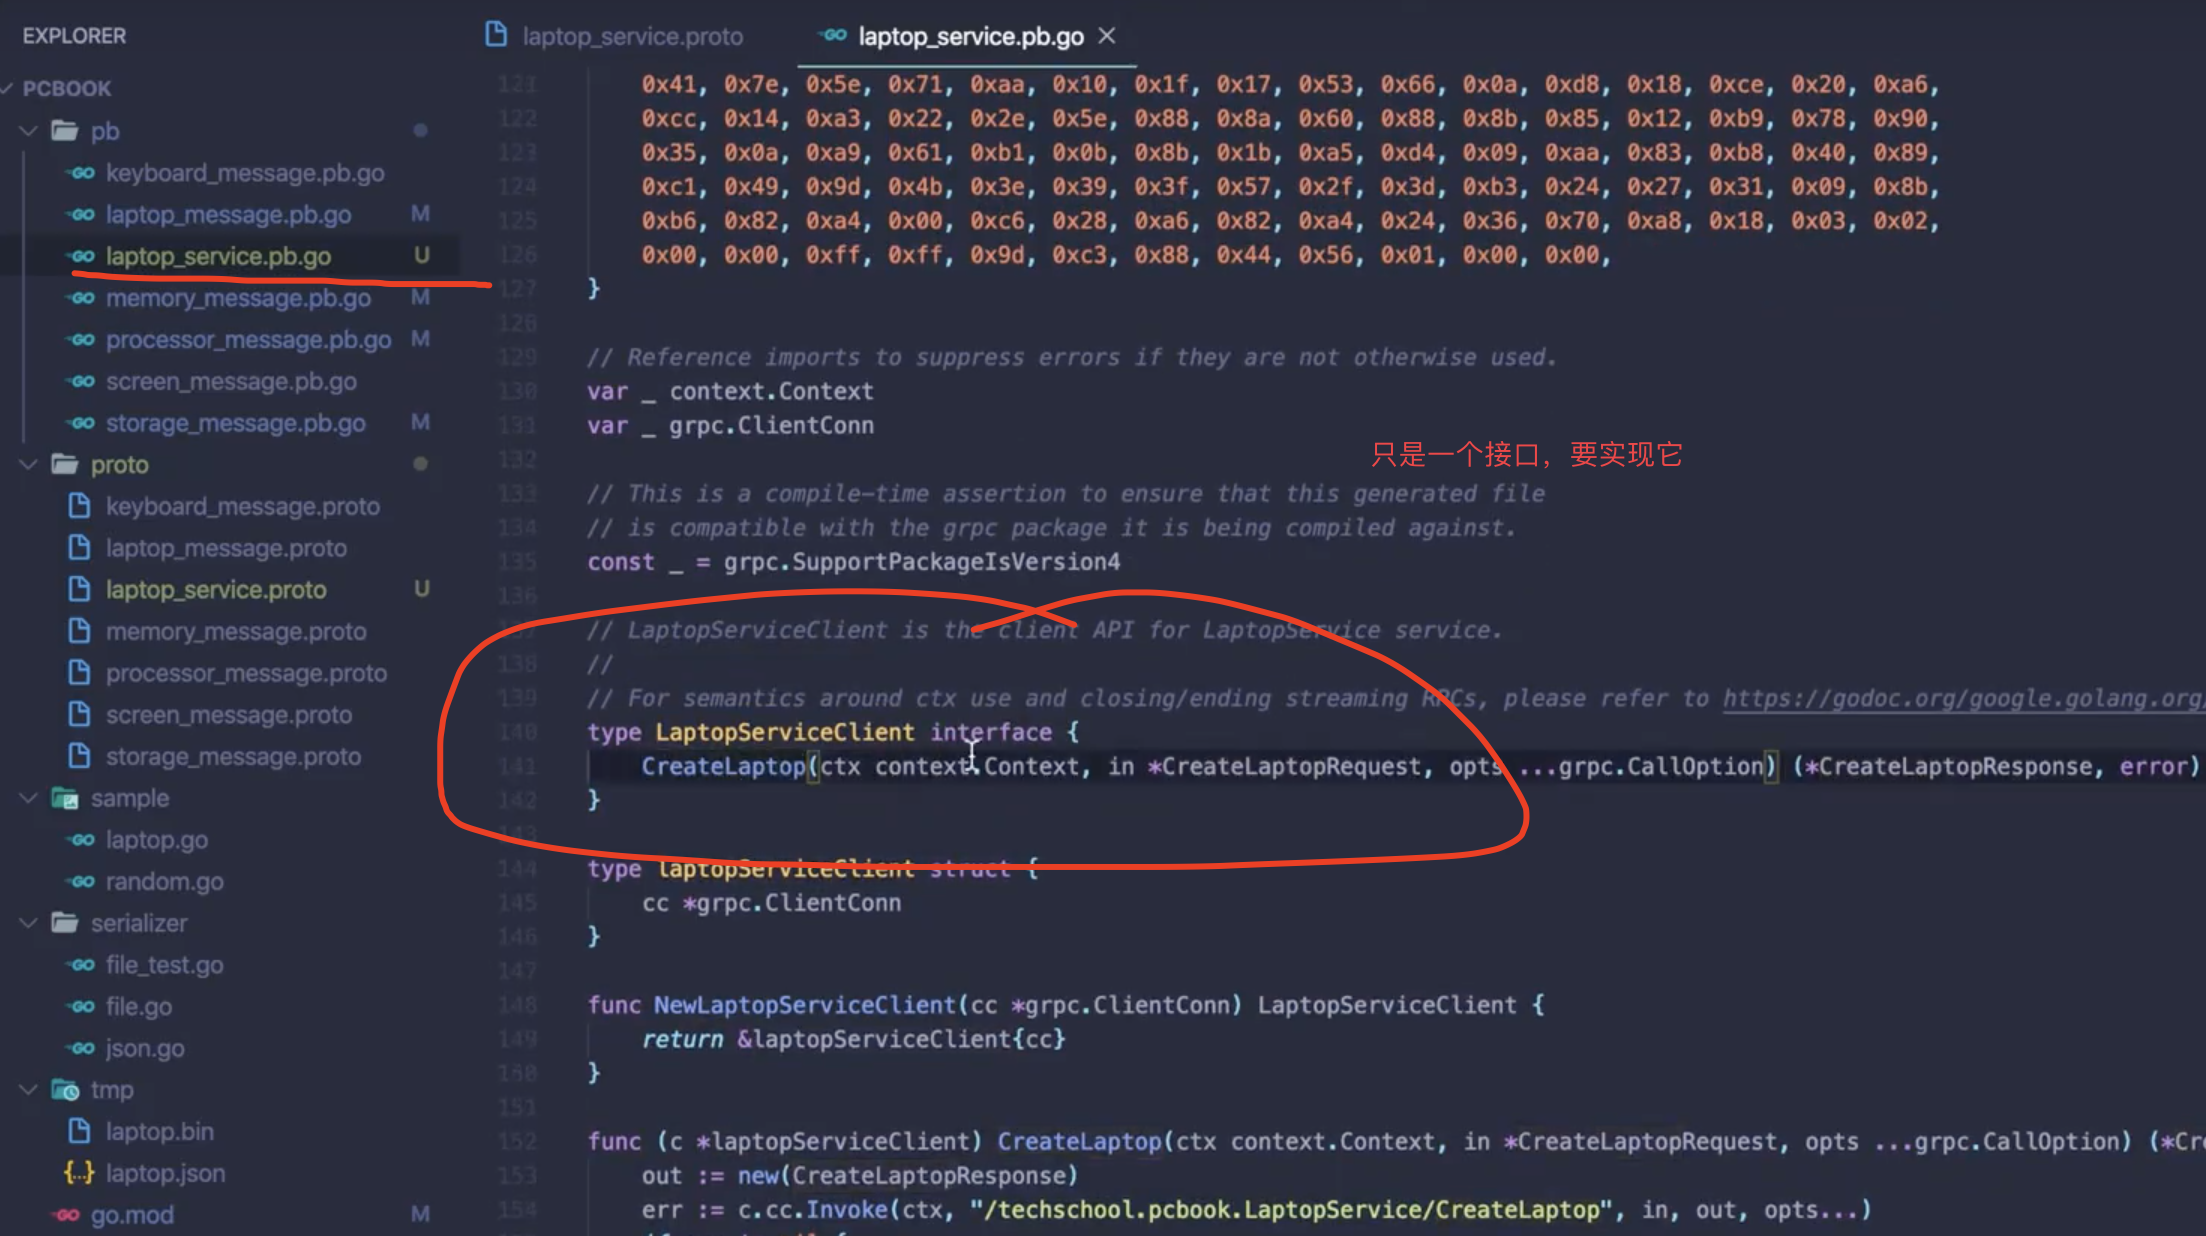 EXPLORER
PCBOOK
pb
keyboard_message.pb.go
laptop_message.pb.go M
laptop_service.pb.go U
memory_message.pb.go M
processor_message.pb.go M
screen_message.pb.go
storage_message.pb.go M
proto
keyboard_message.proto
laptop_message.proto
laptop_service.proto U
memory_message.proto
processor_message.proto
screen_message.proto
storage_message.proto
sample
laptop.go
random.go
serializer
file_test.go
file.go
json.go
tmp
laptop.bin
laptop.json
go.mod M
laptop_service.proto
laptop_service.pb.go
121 0x41, 0x7e, 0x5e, 0x71, 0xaa, 0x10, 0x1f, 0x17, 0x53, 0x66, 0x0a, 0xd8, 0x18, 0xce, 0x20, 0xa6,
122 0xcc, 0x14, 0xa3, 0x22, 0x2e, 0x5e, 0x88, 0x8a, 0x60, 0x88, 0x8b, 0x85, 0x12, 0xb9, 0x78, 0x90,
123 0x35, 0x0a, 0xa9, 0x61, 0xb1, 0x0b, 0x8b, 0x1b, 0xa5, 0xd4, 0x09, 0xaa, 0x83, 0xb8, 0x40, 0x89,
124 0xc1, 0x49, 0x9d, 0x4b, 0x3e, 0x39, 0x3f, 0x57, 0x2f, 0x3d, 0xb3, 0x24, 0x27, 0x31, 0x09, 0x8b,
125 0xb6, 0x82, 0xa4, 0x00, 0xc6, 0x28, 0xa6, 0x82, 0xa4, 0x24, 0x36, 0x70, 0xa8, 0x18, 0x03, 0x02,
126 0x00, 0x00, 0xff, 0xff, 0x9d, 0xc3, 0x88, 0x44, 0x56, 0x01, 0x00, 0x00,
127 }
128
129 // Reference imports to suppress errors if they are not otherwise used.
130 var _ context.Context
131 var _ grpc.ClientConn
132
只是一个接口，要实现它
133 // This is a compile-time assertion to ensure that this generated file
134 // is compatible with the grpc package it is being compiled against.
135 const _ = grpc.SupportPackageIsVersion4
136
137 // LaptopServiceClient is the client API for LaptopService service.
138 //
139 // For semantics around ctx use and closing/ending streaming RPCs, please refer to https://godoc.org/google.golang.org/
140 type LaptopServiceClient interface {
141 CreateLaptop(ctx context.Context, in *CreateLaptopRequest, opts ...grpc.CallOption) (*CreateLaptopResponse, error)
142 }
143
144 type laptopServiceClient struct {
145 cc *grpc.ClientConn
146 }
147
148 func NewLaptopServiceClient(cc *grpc.ClientConn) LaptopServiceClient {
149 return &laptopServiceClient{cc}
150 }
151
152 func (c *laptopServiceClient) CreateLaptop(ctx context.Context, in *CreateLaptopRequest, opts ...grpc.CallOption) (*Cre
153 out := new(CreateLaptopResponse)
154 err := c.cc.Invoke(ctx, "/techschool.pcbook.LaptopService/CreateLaptop", in, out, opts...)